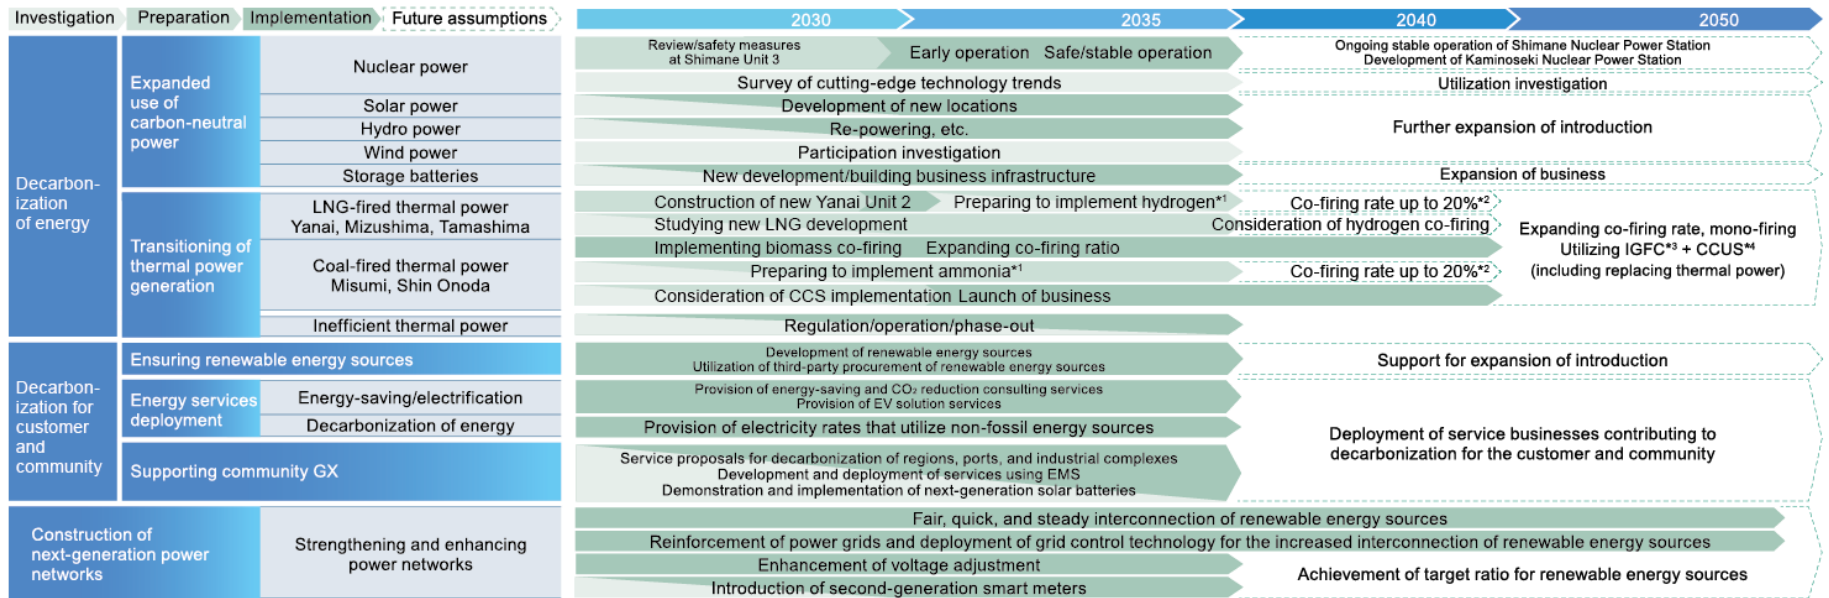 Investigation
Preparation
Implementation
Future assumptions
2030
2035
2040
2050
Decarbon-
ization
of energy
Expanded
use of
carbon-neutral
power
Nuclear power
Review/safety measures
at Shimane Unit 3
Early operation
Safe/stable operation
Ongoing stable operation of Shimane Nuclear Power Station
Development of Kaminoseki Nuclear Power Station
Survey of cutting-edge technology trends
Utilization investigation
Solar power
Development of new locations
Hydro power
Re-powering, etc.
Further expansion of introduction
Wind power
Participation investigation
Storage batteries
New development/building business infrastructure
Expansion of business
Transitioning of
thermal power
generation
LNG-fired thermal power
Yanai, Mizushima, Tamashima
Construction of new Yanai Unit 2
Preparing to implement hydrogen*1
Co-firing rate up to 20%*2
Studying new LNG development
Consideration of hydrogen co-firing
Expanding co-firing rate, mono-firing
Utilizing IGFC*3 + CCUS*4
(including replacing thermal power)
Coal-fired thermal power
Misumi, Shin Onoda
Implementing biomass co-firing
Expanding co-firing ratio
Preparing to implement ammonia*1
Co-firing rate up to 20%*2
Consideration of CCS implementation
Launch of business
Inefficient thermal power
Regulation/operation/phase-out
Decarbon-
ization for
customer
and
community
Ensuring renewable energy sources
Development of renewable energy sources
Utilization of third-party procurement of renewable energy sources
Support for expansion of introduction
Energy services
deployment
Energy-saving/electrification
Provision of energy-saving and CO₂ reduction consulting services
Provision of EV solution services
Decarbonization of energy
Provision of electricity rates that utilize non-fossil energy sources
Deployment of service businesses contributing to
decarbonization for the customer and community
Supporting community GX
Service proposals for decarbonization of regions, ports, and industrial complexes
Development and deployment of services using EMS
Demonstration and implementation of next-generation solar batteries
Construction of
next-generation power
networks
Strengthening and enhancing
power networks
Fair, quick, and steady interconnection of renewable energy sources
Reinforcement of power grids and deployment of grid control technology for the increased interconnection of renewable energy sources
Enhancement of voltage adjustment
Achievement of target ratio for renewable energy sources
Introduction of second-generation smart meters